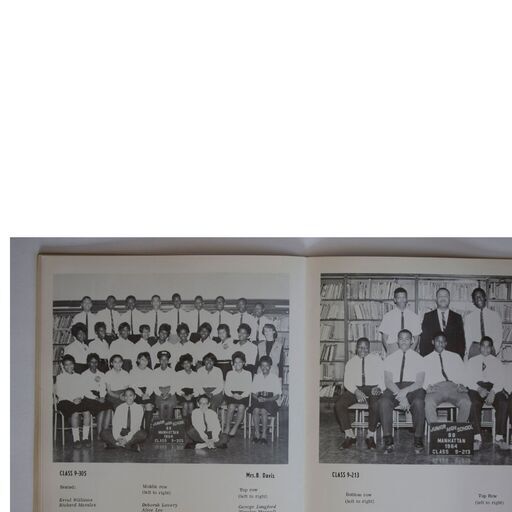 JUNIOR HIGH SCHOOL
88
MANHATTAN
1964
CLASS 9-305
JUNIOR HIGH SCHOOL
88
MANHATTAN
1964
CLASS 9-213
CLASS 9-305
Mrs. B. Davis
Seated:
Middle row
(left to right)
Top row
(left to right)
Errol Williams
Richard Morales
Deborah Lowery
Alice Lee
George Langford
CLASS 9-213
Bottom row
(left to right)
Top Row
(left to right)